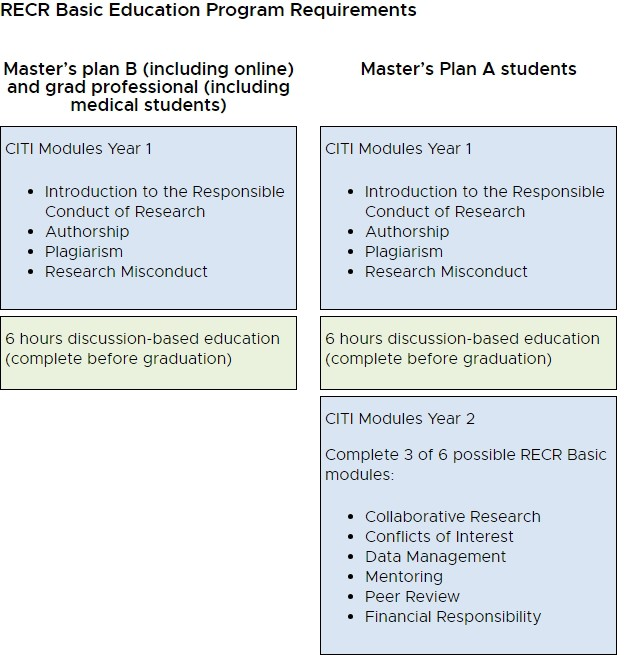 RECR Basic Education Program Requirements
Master's plan B (including online)
and grad professional (including
medical students)
CITI Modules Year 1
• Introduction to the Responsible
Conduct of Research
• Authorship
• Plagiarism
• Research Misconduct
6 hours discussion-based education
(complete before graduation)
Master's Plan A students
CITI Modules Year 1
• Introduction to the Responsible
Conduct of Research
• Authorship
• Plagiarism
• Research Misconduct
6 hours discussion-based education
(complete before graduation)
CITI Modules Year 2
Complete 3 of 6 possible RECR Basic
modules:
• Collaborative Research
• Conflicts of Interest
• Data Management
• Mentoring
• Peer Review
• Financial Responsibility